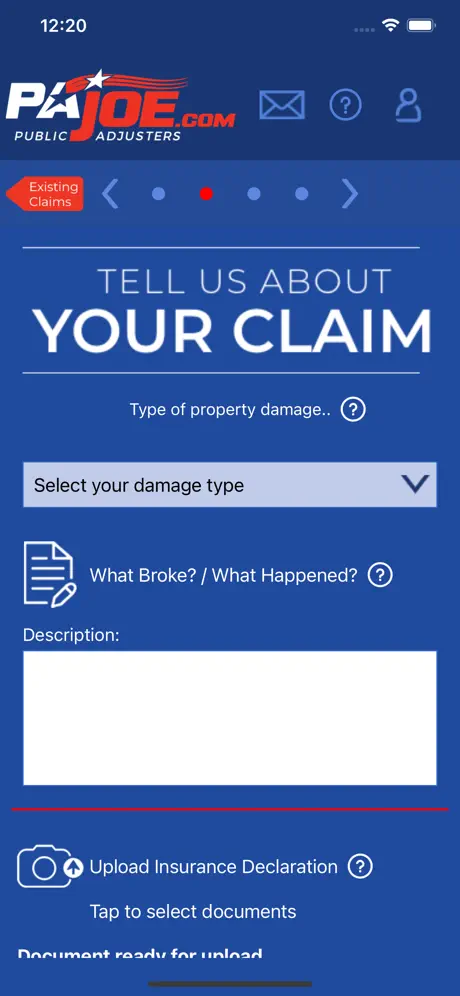 12:20
PAJOE.COM
PUBLIC ADJUSTERS
Existing
Claims
TELL US ABOUT
YOUR CLAIM
Type of property damage.. ?
Select your damage type
What Broke? / What Happened? ?
Description:
Upload Insurance Declaration ?
Tap to select documents
Document ready for upload